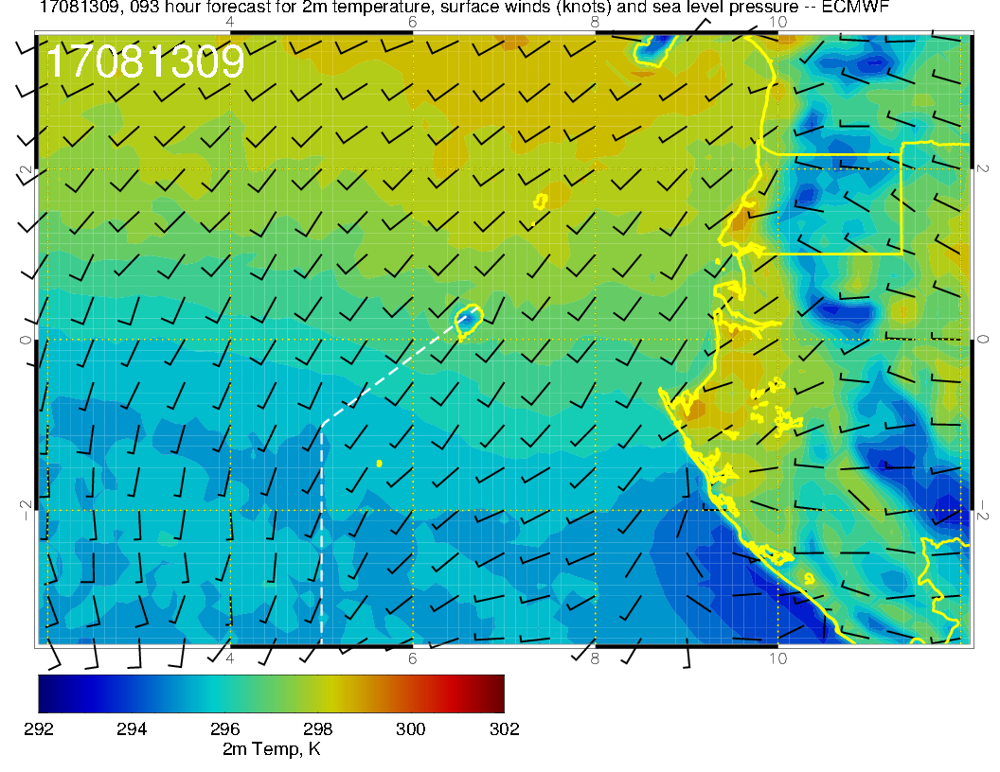 17081309, 093 hour forecast for 2m temperature, surface winds (knots) and sea level pressure -- ECMWF
4 6 8 10
17081309
2 2
0 0
-2 -2
4 6 8 10
292 294 296 298 300 302
2m Temp, K